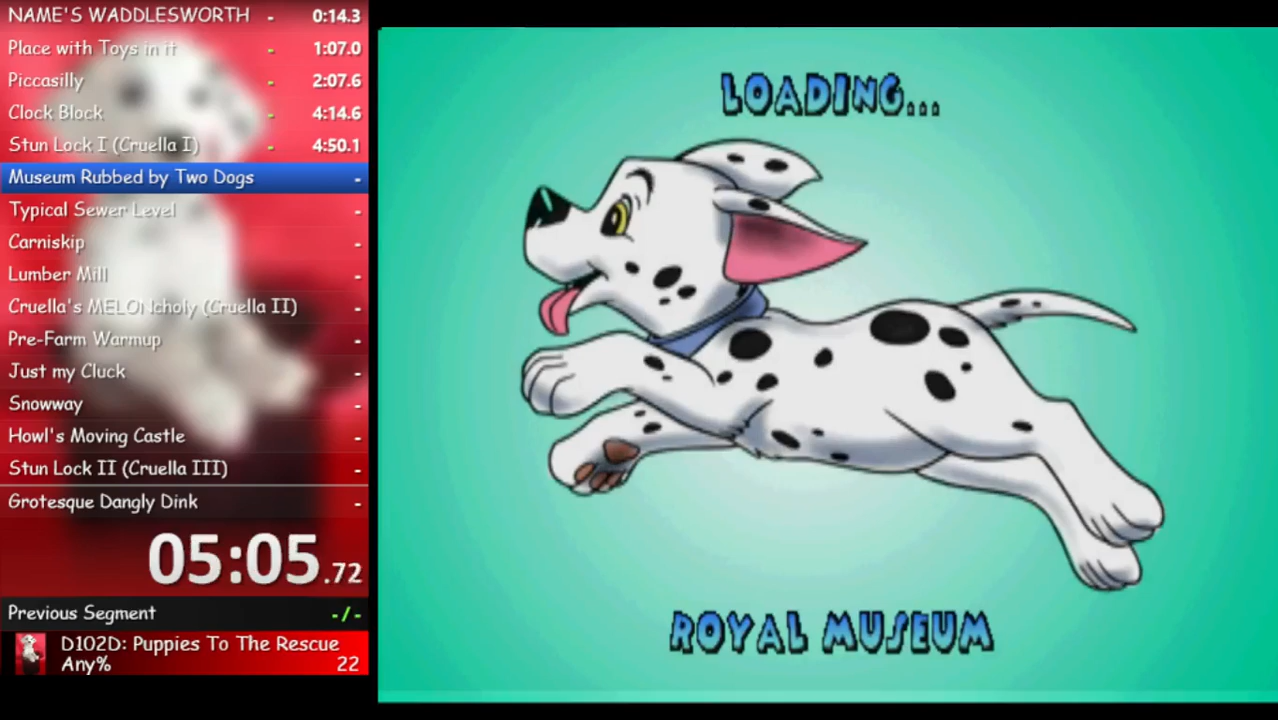 NAME'S WADDLESWORTH - 0:14.3
Place with Toys in it - 1:07.0
Piccasilly - 2:07.6
Clock Block - 4:14.6
Stun Lock I (Cruella I) - 4:50.1
Museum Rubbed by Two Dogs -
Typical Sewer Level -
Carniskip -
Lumber Mill -
Cruella's MELONcholy (Cruella II) -
Pre-Farm Warmup -
Just my Cluck -
Snowway -
Howl's Moving Castle -
Stun Lock II (Cruella III) -
Grotesque Dangly Dink -
05:05.72
Previous Segment -/-
D102D: Puppies To The Rescue
Any% 22
LOADING...
ROYAL MUSEUM